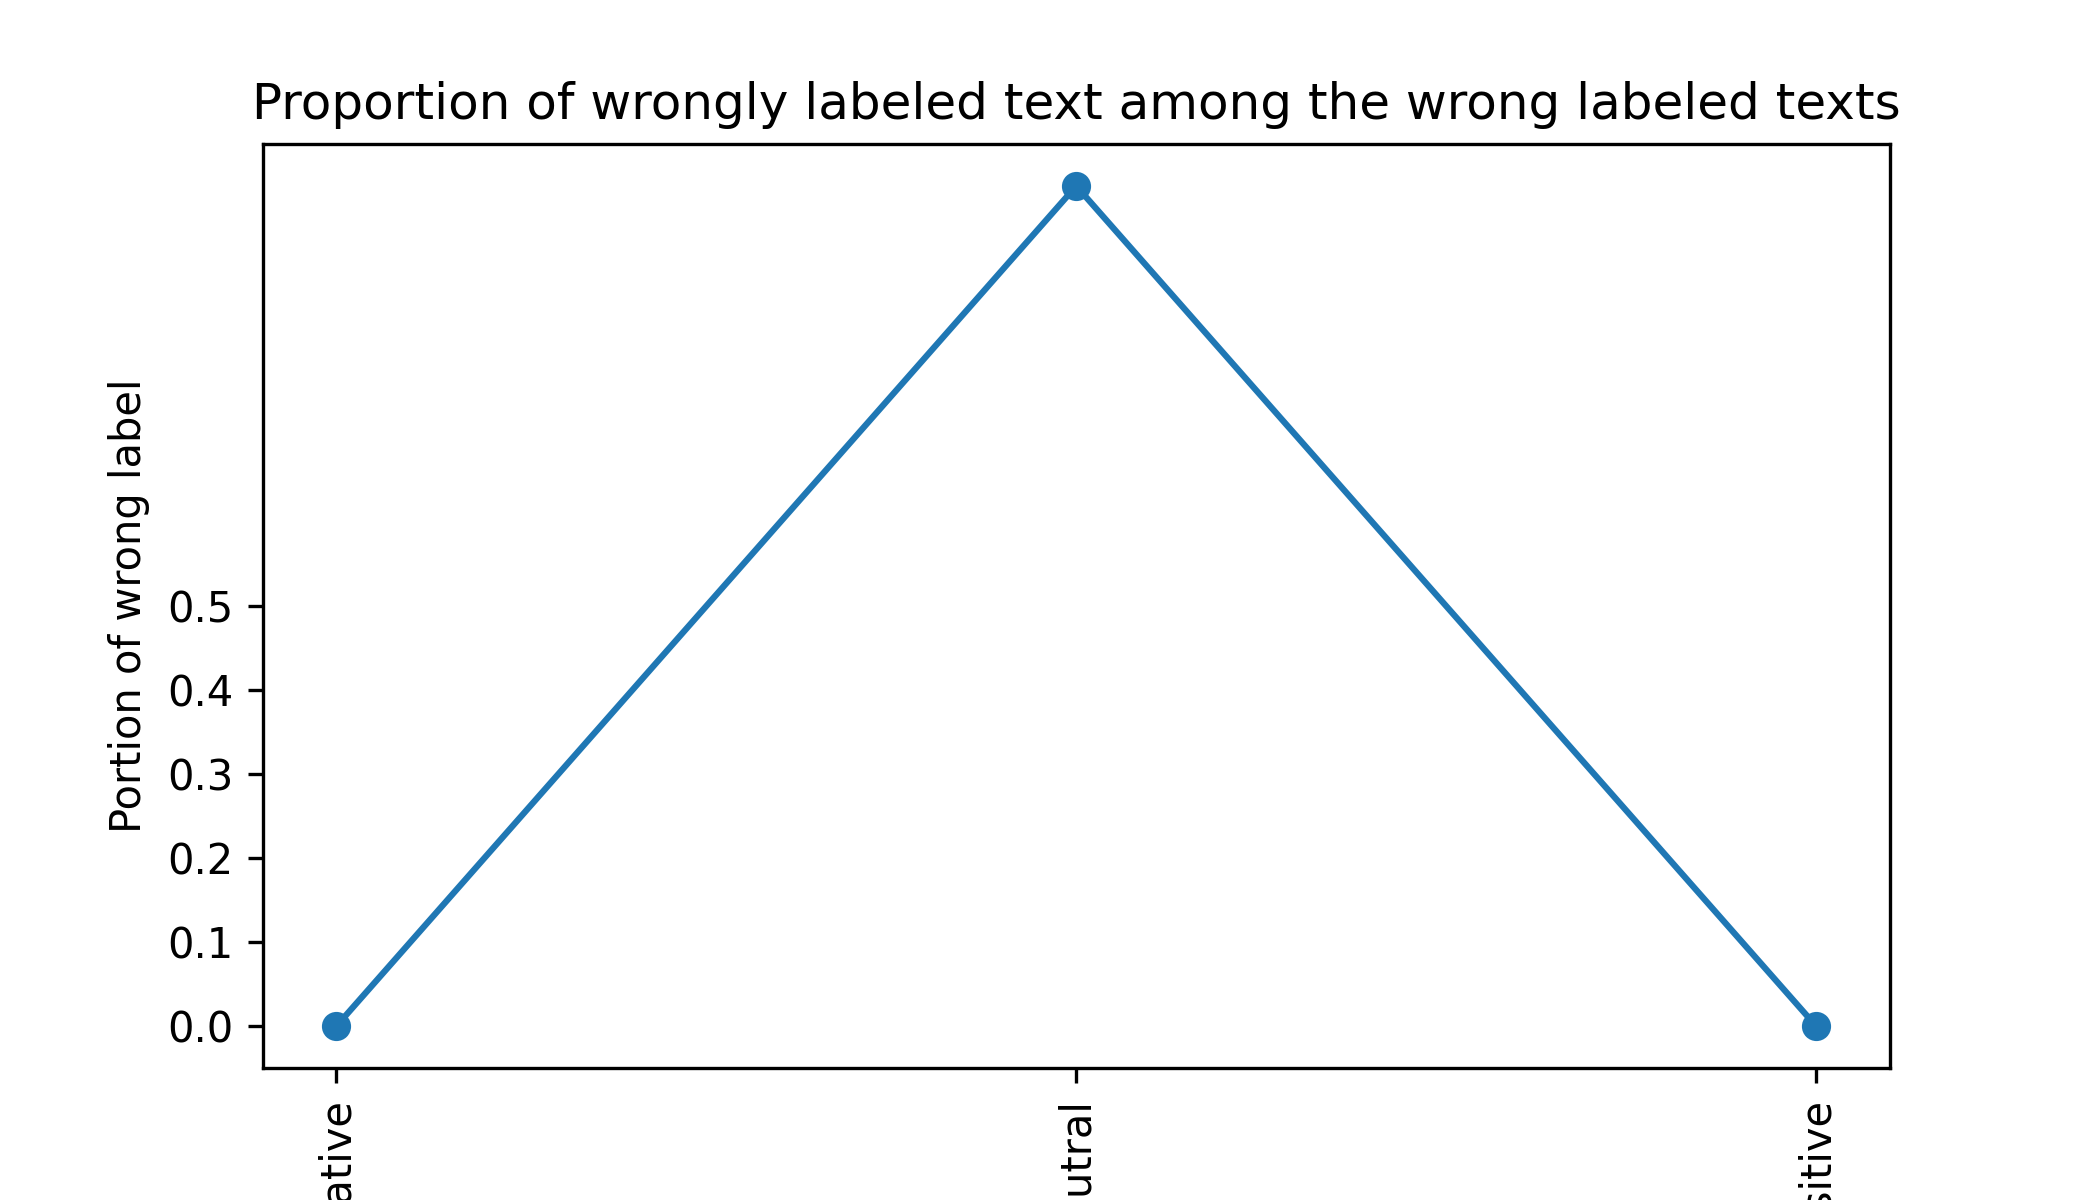 Proportion of wrongly labeled text among the wrong labeled texts
Portion of wrong label
0.5
0.4
0.3
0.2
0.1
0.0
ative
utral
sitive